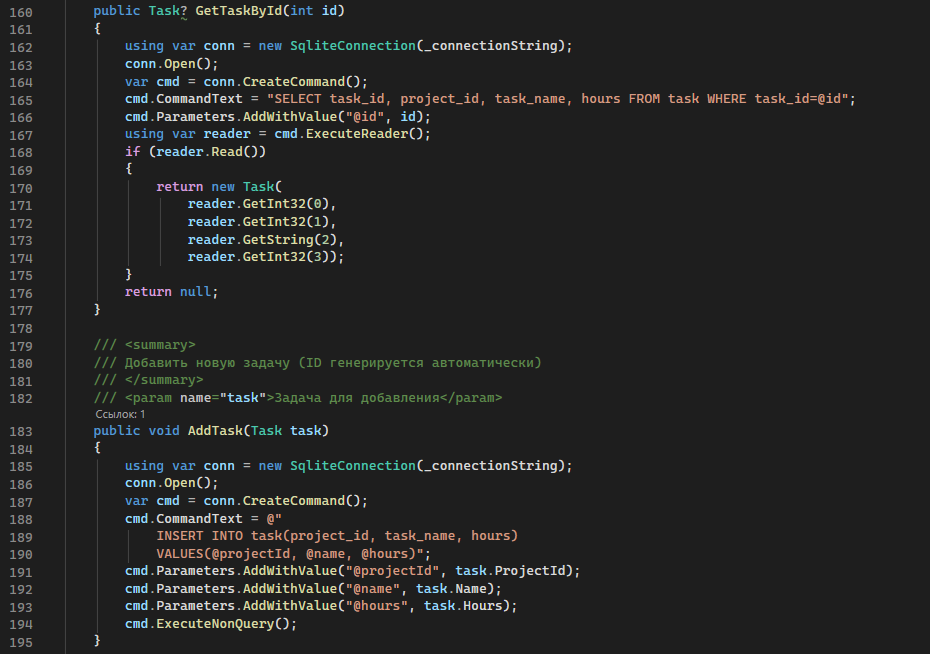 160 public Task? GetTaskById(int id)
161 {
162 using var conn = new SqliteConnection(_connectionString);
163 conn.Open();
164 var cmd = conn.CreateCommand();
165 cmd.CommandText = "SELECT task_id, project_id, task_name, hours FROM task WHERE task_id=@id";
166 cmd.Parameters.AddWithValue("@id", id);
167 using var reader = cmd.ExecuteReader();
168 if (reader.Read())
169 {
170 return new Task(
171 reader.GetInt32(0),
172 reader.GetInt32(1),
173 reader.GetString(2),
174 reader.GetInt32(3));
175 }
176 return null;
177 }
178
179 /// <summary>
180 /// Добавить новую задачу (ID генерируется автоматически)
181 /// </summary>
182 /// <param name="task">Задача для добавления</param>
Ссылок: 1
183 public void AddTask(Task task)
184 {
185 using var conn = new SqliteConnection(_connectionString);
186 conn.Open();
187 var cmd = conn.CreateCommand();
188 cmd.CommandText = @"
189 INSERT INTO task(project_id, task_name, hours)
190 VALUES(@projectId, @name, @hours)";
191 cmd.Parameters.AddWithValue("@projectId", task.ProjectId);
192 cmd.Parameters.AddWithValue("@name", task.Name);
193 cmd.Parameters.AddWithValue("@hours", task.Hours);
194 cmd.ExecuteNonQuery();
195 }